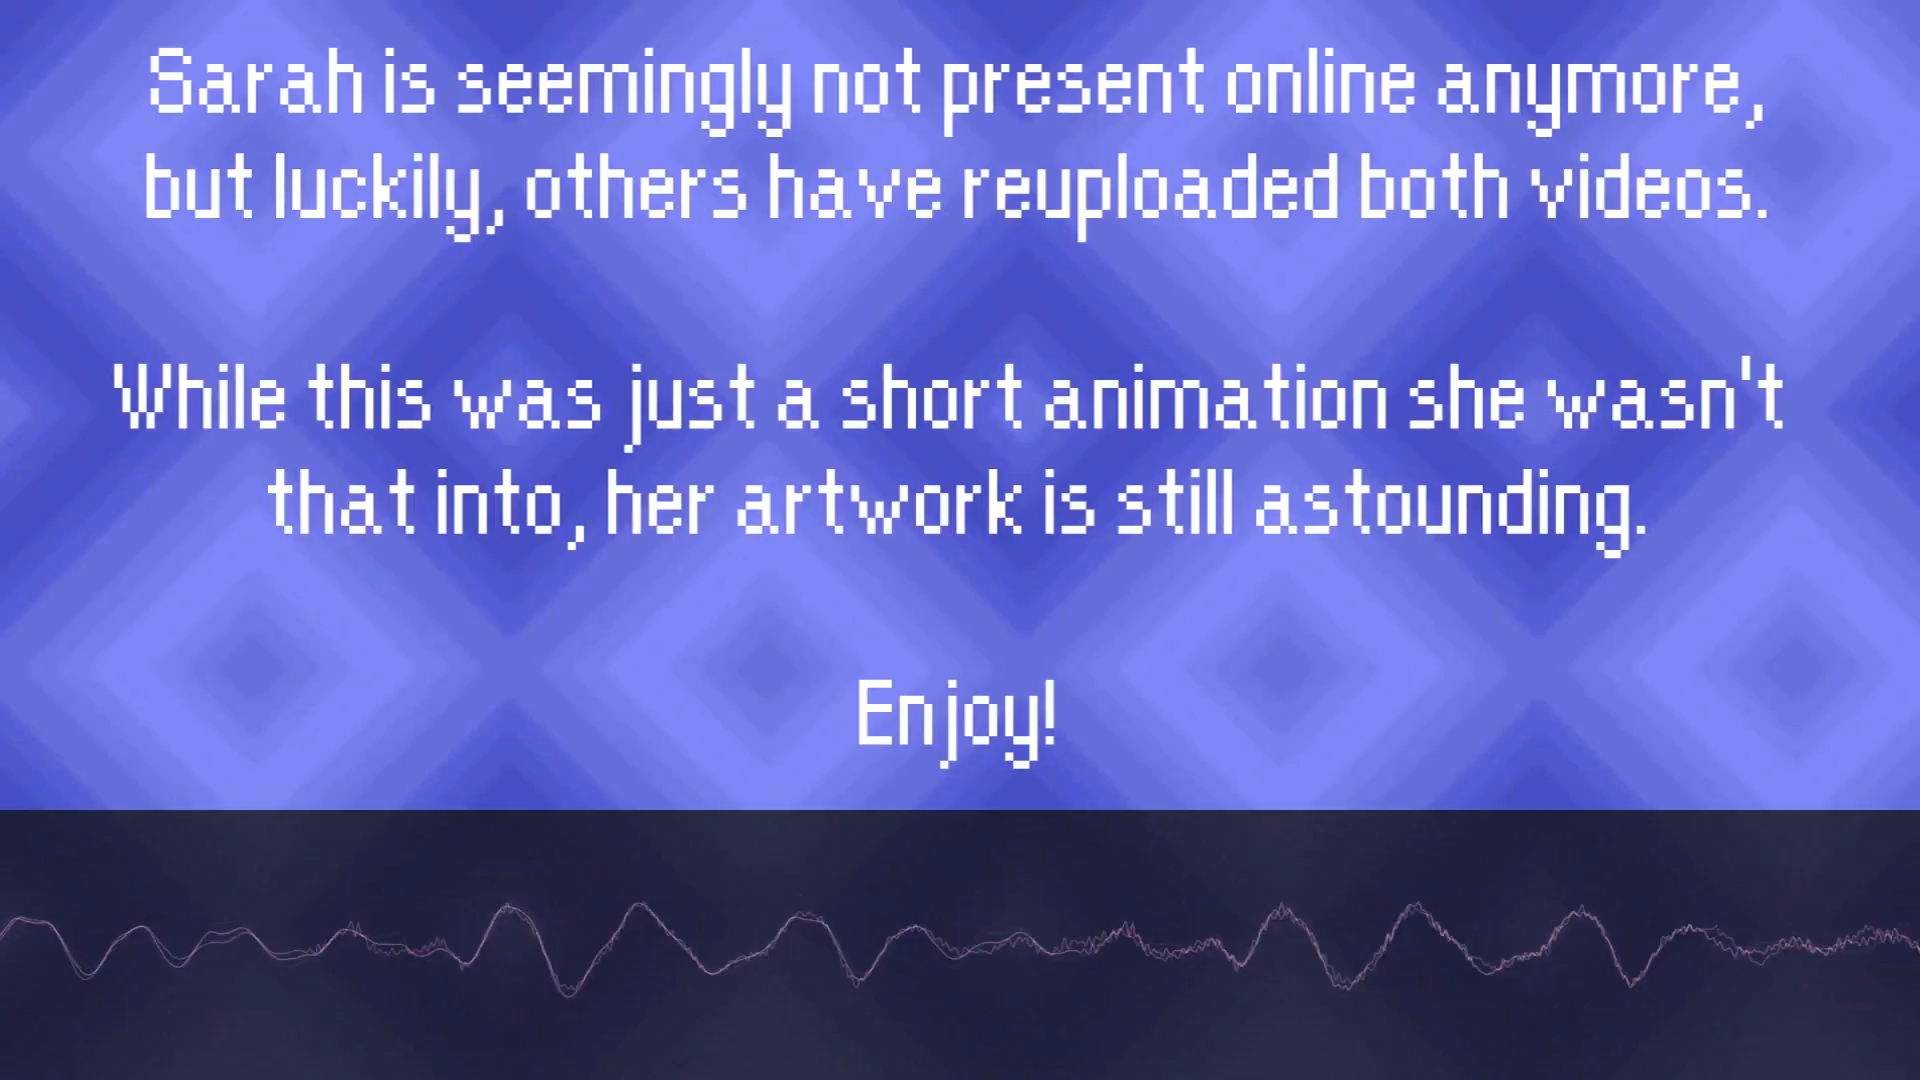 Sarah is seemingly not present online anymore,
but luckily, others have reuploaded both videos.
While this was just a short animation she wasn't
that into, her artwork is still astounding.
Enjoy!